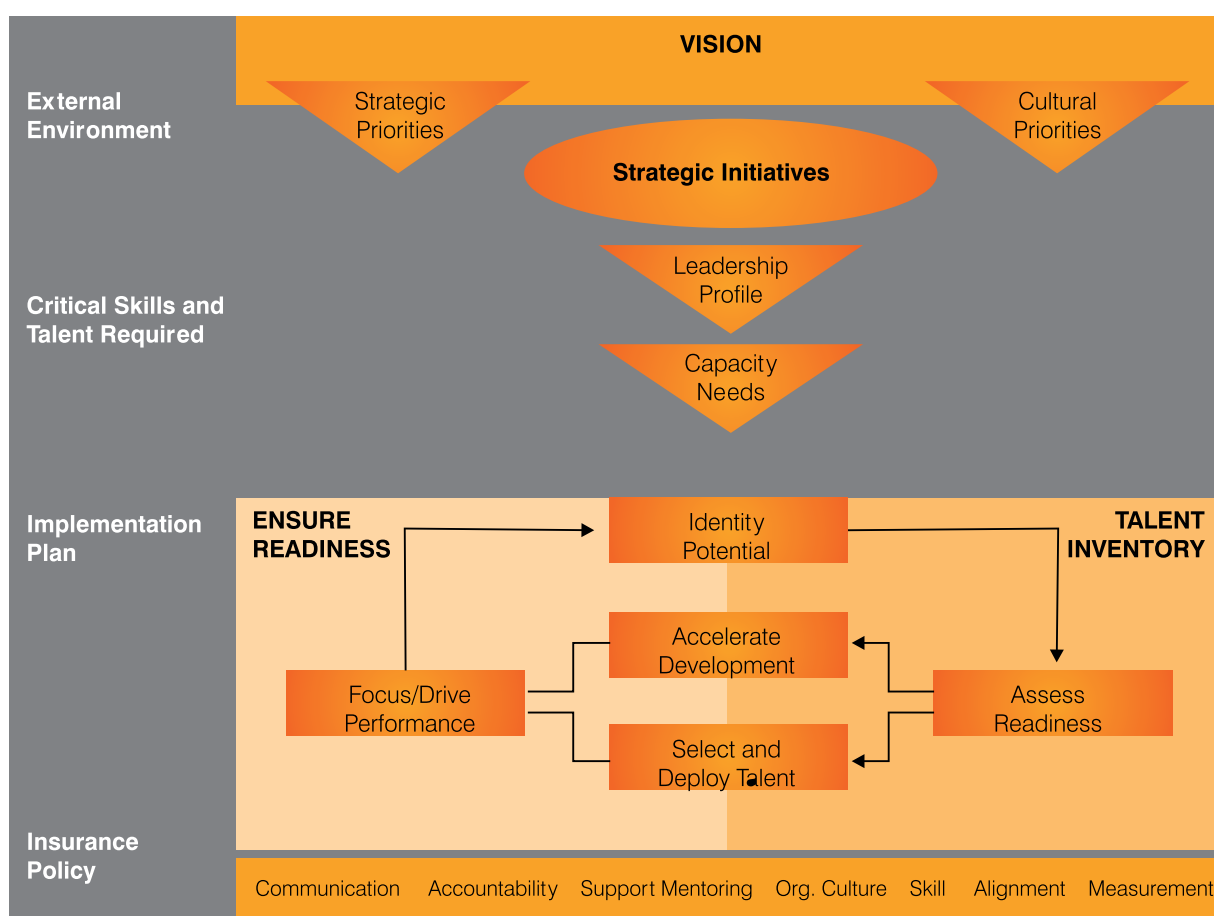 VISION
External
Environment
Strategic
Priorities
Cultural
Priorities
Strategic Initiatives
Leadership
Profile
Critical Skills and
Talent Required
Capacity
Needs
Implementation
Plan
ENSURE
READINESS
Identity
Potential
TALENT
INVENTORY
Accelerate
Development
Focus/Drive
Performance
Assess
Readiness
Select and
Deploy Talent
Insurance
Policy
Communication Accountability Support Mentoring Org. Culture Skill Alignment Measurement